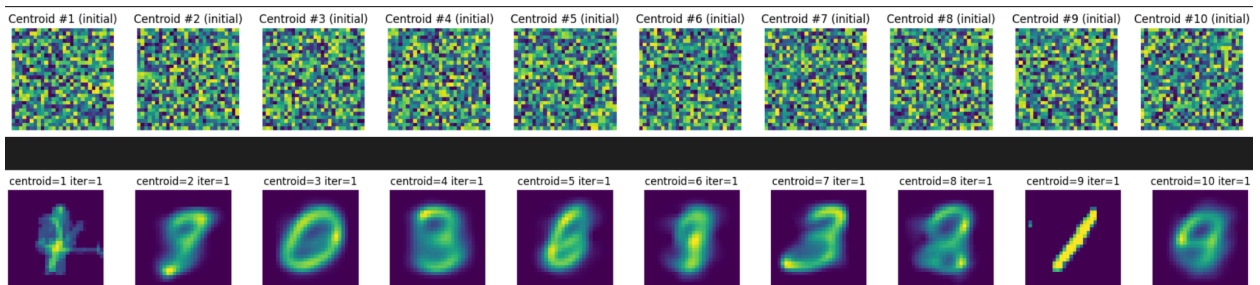 Centroid #1 (initial) Centroid #2 (initial) Centroid #3 (initial) Centroid #4 (initial) Centroid #5 (initial) Centroid #6 (initial) Centroid #7 (initial) Centroid #8 (initial) Centroid #9 (initial) Centroid #10 (initial)
centroid=1 iter=1 centroid=2 iter=1 centroid=3 iter=1 centroid=4 iter=1 centroid=5 iter=1 centroid=6 iter=1 centroid=7 iter=1 centroid=8 iter=1 centroid=9 iter=1 centroid=10 iter=1